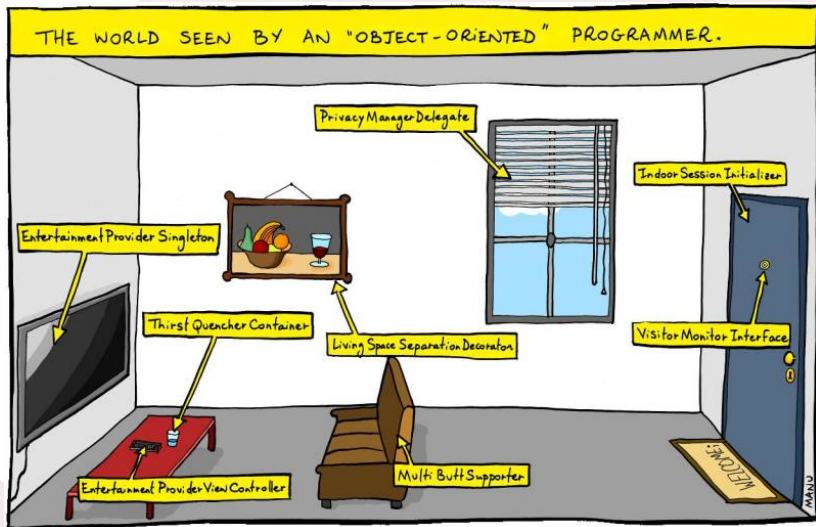 THE WORLD SEEN BY AN "OBJECT-ORIENTED" PROGRAMMER.
Privacy Manager Delegate
Indoor Session Initializer
Entertainment Provider Singleton
Thirst Quencher Container
Living Space Separation Decorator
Visitor Monitor Interface
Multi Butt Supporter
Entertainment Provider View Controller
WELCOME!
MANU